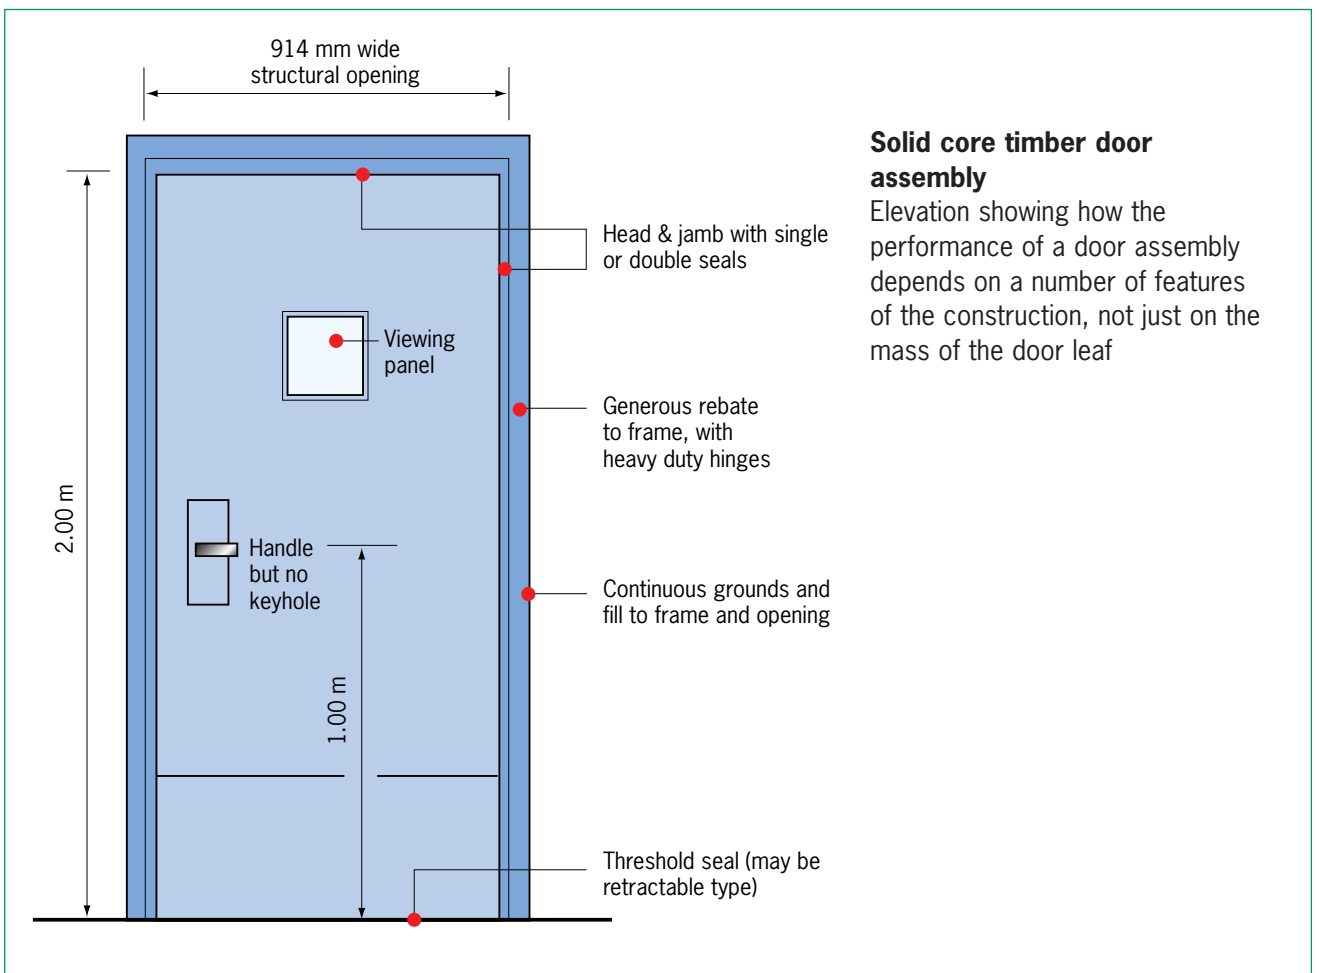 914 mm wide
structural opening
Solid core timber door
assembly
Elevation showing how the
performance of a door assembly
depends on a number of features
of the construction, not just on the
mass of the door leaf
Head & jamb with single
or double seals
Viewing
panel
Generous rebate
to frame, with
heavy duty hinges
2.00 m
Handle
but no
keyhole
Continuous grounds and
fill to frame and opening
1.00 m
Threshold seal (may be
retractable type)